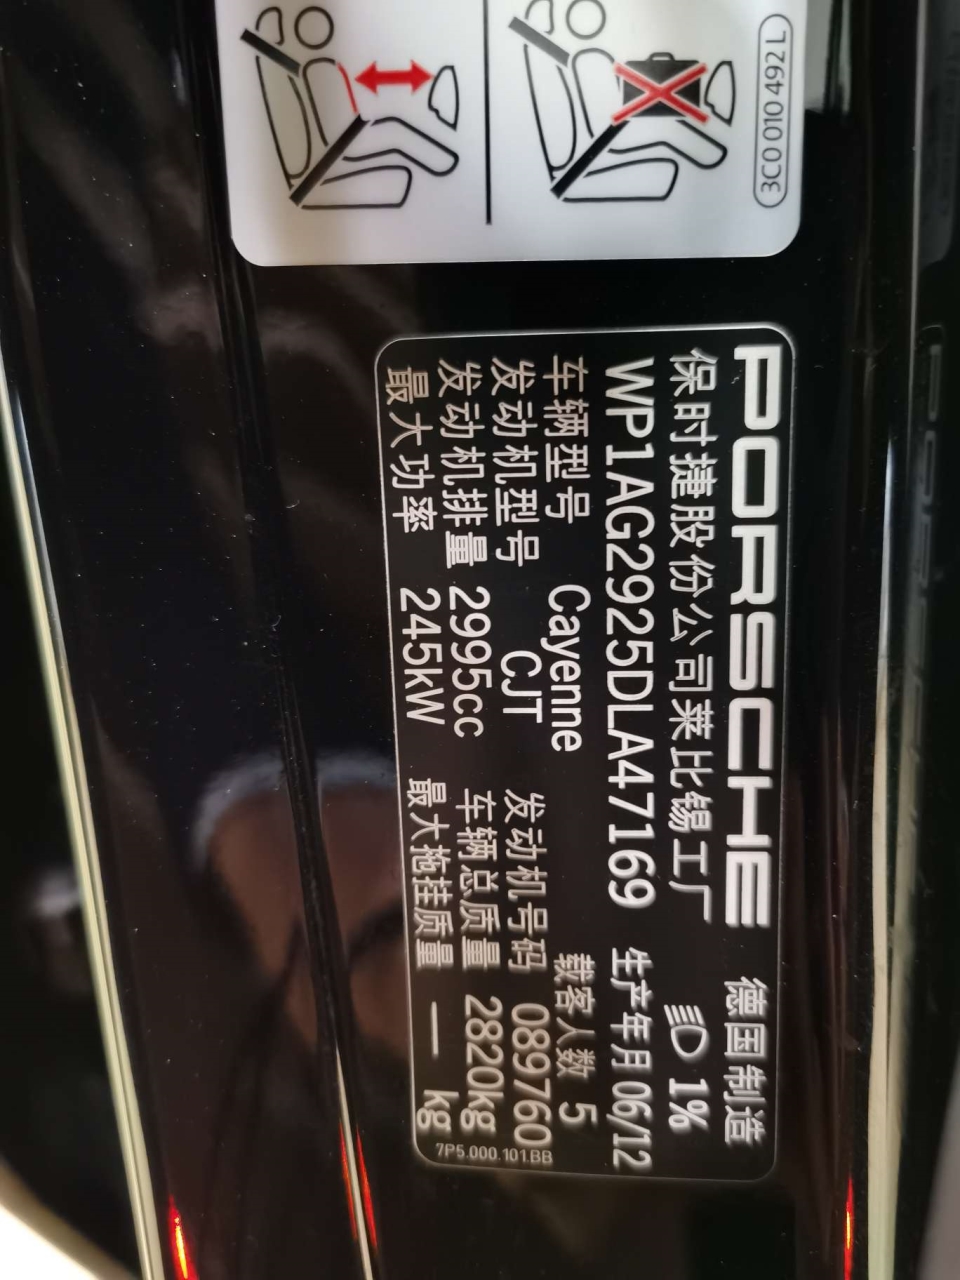 3C0 010 492 L
PORSCHE 德国制造
保时捷股份公司莱比锡工厂 1%
WP1AG2925DLA47169 生产年月 06/12
车辆型号 Cayenne 载客人数 5
发动机型号 CJT 发动机号码 089760
发动机排量 2995cc 车辆总质量 2820kg
最大功率 245kW 最大拖挂质量 — kg
7P5.000.101.BB